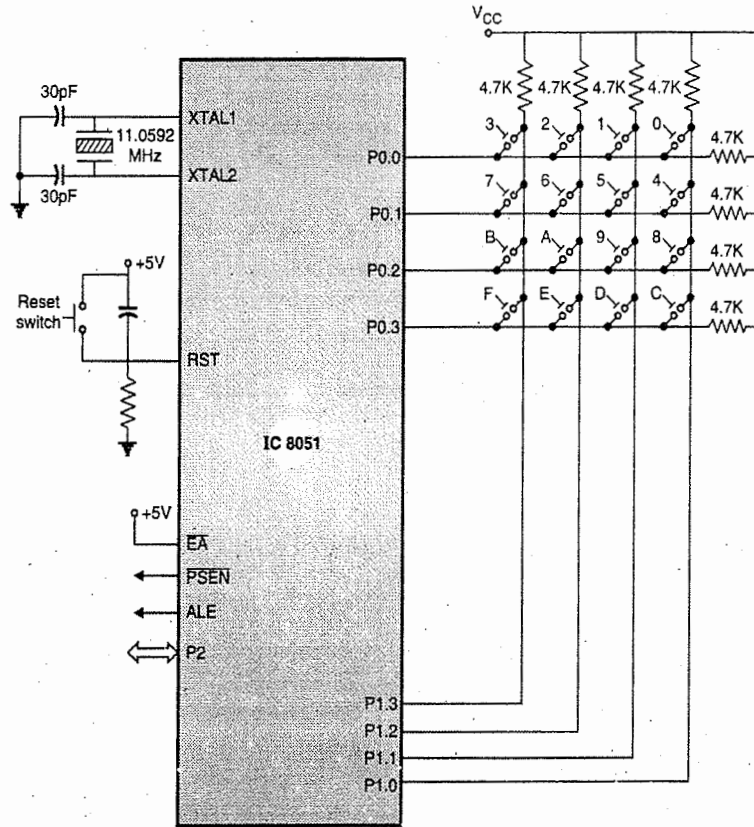 VCC
30pF
4.7K 4.7K 4.7K 4.7K
XTAL1
11.0592
MHz
3 2 1 0
4.7K
P0.0
XTAL2
30pF
7 6 5 4
4.7K
P0.1
+5V
B A 9 8
4.7K
P0.2
Reset
switch
F E D C
4.7K
P0.3
RST
IC 8051
+5V
EA
PSEN
ALE
P2
P1.3
P1.2
P1.1
P1.0